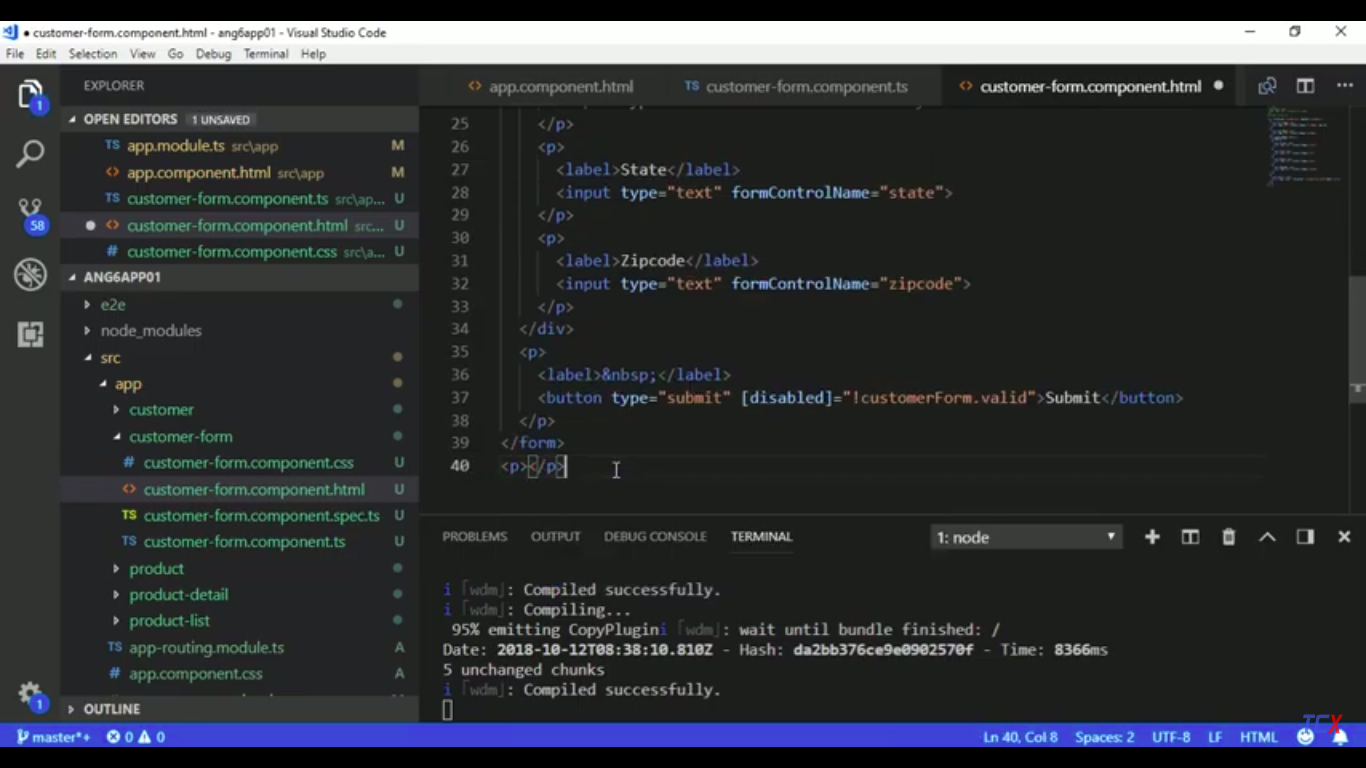 ● customer-form.component.html - ang6app01 - Visual Studio Code
File Edit Selection View Go Debug Terminal Help
EXPLORER
OPEN EDITORS 1 UNSAVED
TS app.module.ts src\app M
<> app.component.html src\app M
TS customer-form.component.ts src\ap... U
● <> customer-form.component.html src... U
# customer-form.component.css src\a... U
ANG6APP01
e2e
node_modules
src
app
customer
customer-form
# customer-form.component.css U
<> customer-form.component.html U
TS customer-form.component.spec.ts U
TS customer-form.component.ts U
product
product-detail
product-list
TS app-routing.module.ts A
# app.component.css A
OUTLINE
1
58
1
<> app.component.html TS customer-form.component.ts <> customer-form.component.html ●
25 </p>
26 <p>
27 <label>State</label>
28 <input type="text" formControlName="state">
29 </p>
30 <p>
31 <label>Zipcode</label>
32 <input type="text" formControlName="zipcode">
33 </p>
34 </div>
35 <p>
36 <label>&nbsp;</label>
37 <button type="submit" [disabled]="!customerForm.valid">Submit</button>
38 </p>
39 </form>
40 <p></p>
PROBLEMS OUTPUT DEBUG CONSOLE TERMINAL 1: node
i ｢wdm｣: Compiled successfully.
i ｢wdm｣: Compiling...
95% emitting CopyPlugini ｢wdm｣: wait until bundle finished: /
Date: 2018-10-12T08:38:10.810Z - Hash: da2bb376ce9e0902570f - Time: 8366ms
5 unchanged chunks
i ｢wdm｣: Compiled successfully.
master*+ 0 0 Ln 40, Col 8 Spaces: 2 UTF-8 LF HTML